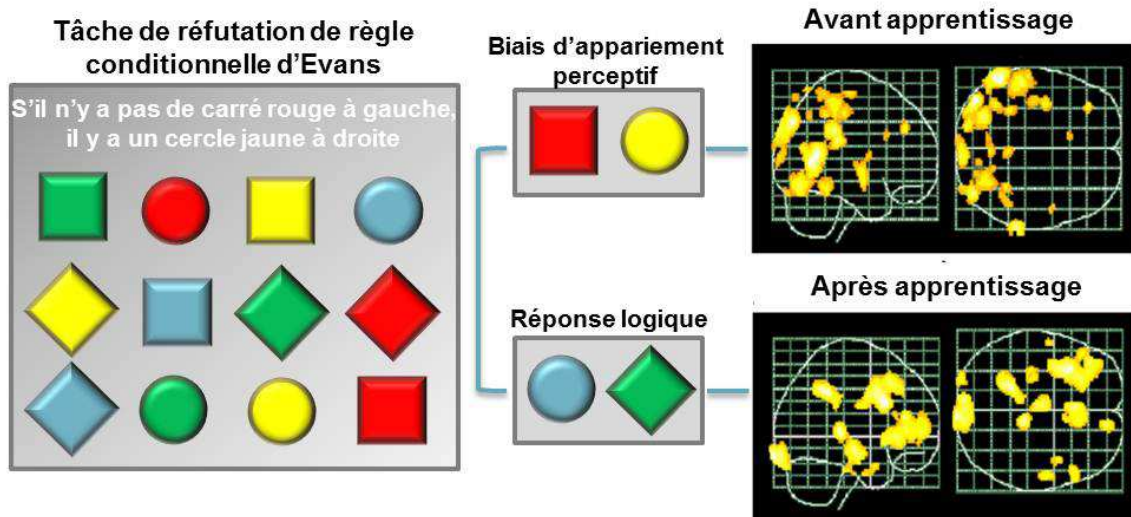 Tâche de réfutation de règle
conditionnelle d'Evans
S'il n'y a pas de carré rouge à gauche,
il y a un cercle jaune à droite
Biais d'appariement
perceptif
Réponse logique
Avant apprentissage
Après apprentissage